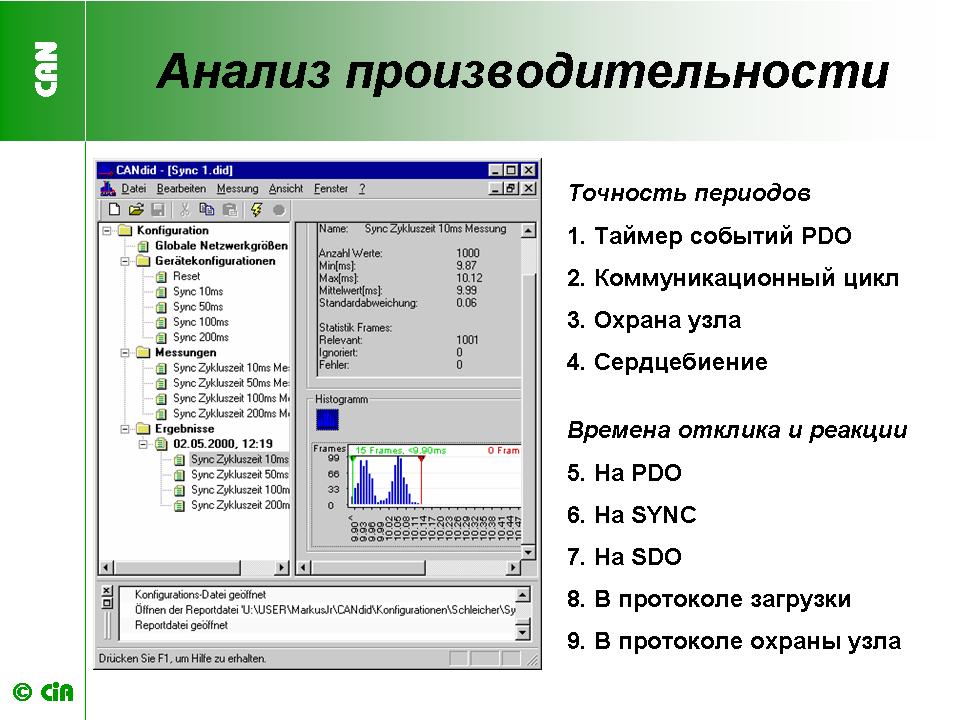 CAN
Анализ производительности
CANdid - [Sync 1.did]
Datei Bearbeiten Messung Ansicht Fenster ?
Konfiguration
Globale Netzwerkgrößen
Gerätekonfigurationen
Reset
Sync 10ms
Sync 50ms
Sync 100ms
Sync 200ms
Messungen
Sync Zykluszeit 10ms Me
Sync Zykluszeit 50ms Me
Sync Zykluszeit 100ms M
Sync Zykluszeit 200ms M
Ergebnisse
02.05.2000, 12:19
Sync Zykluszeit 10ms
Sync Zykluszeit 50ms
Sync Zykluszeit 100m
Sync Zykluszeit 200m
Name: Sync Zykluszeit 10ms Messung
Anzahl Werte: 1000
Min[ms]: 9.87
Max[ms]: 10.12
Mittelwert[ms]: 9.99
Standardabweichung: 0.06
Statistik Frames:
Relevant: 1001
Ignoriert: 0
Fehler: 0
Histogramm
Frames 15 Frames, <9.90ms 0 Fram
99
66
33
0
9.90^ 9.93 9.96 9.99 10.02 10.05 10.08 10.11 10.14 10.17 10.20 10.23 10.26 10.29 10.32 10.35 10.38 10.41 10.44 10.47
Konfigurations-Datei geöffnet
Öffnen der Reportdatei 'U:\USER\MarkusJr\CANdid\Konfigurationen\Schleicher\Sy
Reportdatei geöffnet
Drücken Sie F1, um Hilfe zu erhalten.
Точность периодов
1. Таймер событий PDO
2. Коммуникационный цикл
3. Охрана узла
4. Сердцебиение
Времена отклика и реакции
5. На PDO
6. На SYNC
7. На SDO
8. В протоколе загрузки
9. В протоколе охраны узла
© CiA